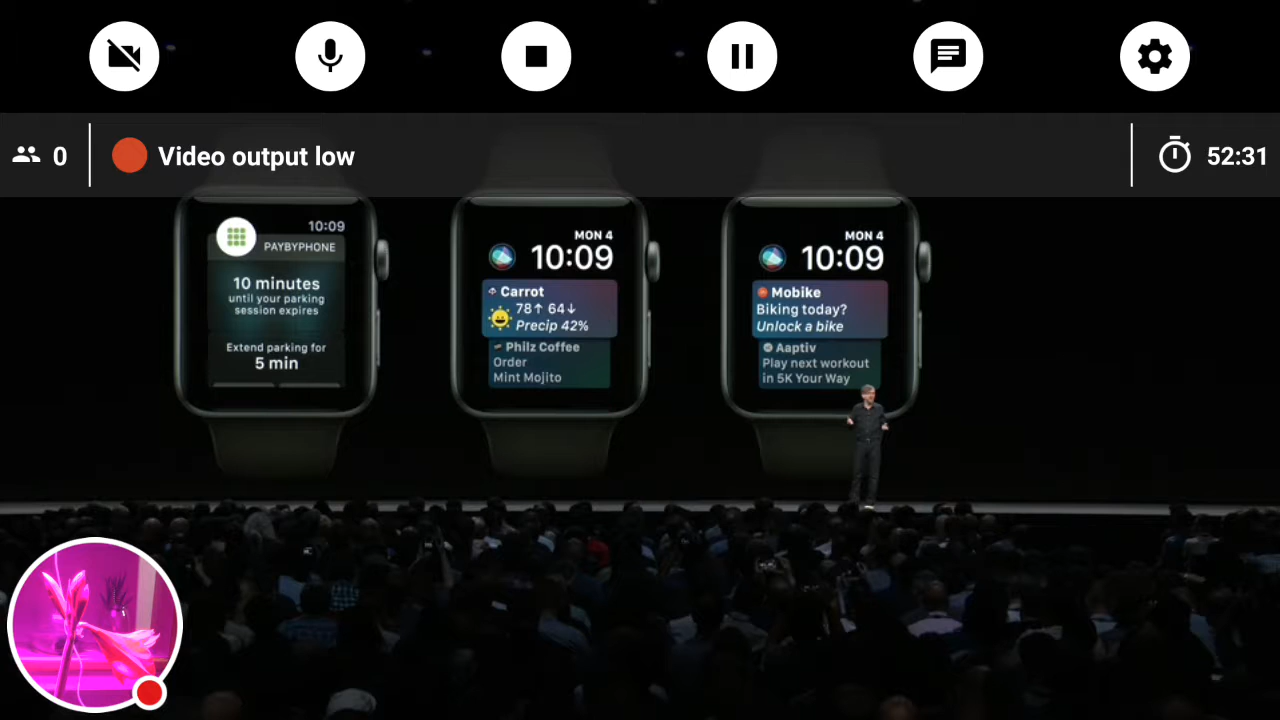 0
Video output low
52:31
10:09
PAYBYPHONE
10 minutes
until your parking
session expires
Extend parking for
5 min
MON 4
10:09
Carrot
78↑ 64↓
Precip 42%
Philz Coffee
Order
Mint Mojito
MON 4
10:09
Mobike
Biking today?
Unlock a bike
Aaptiv
Play next workout
in 5K Your Way